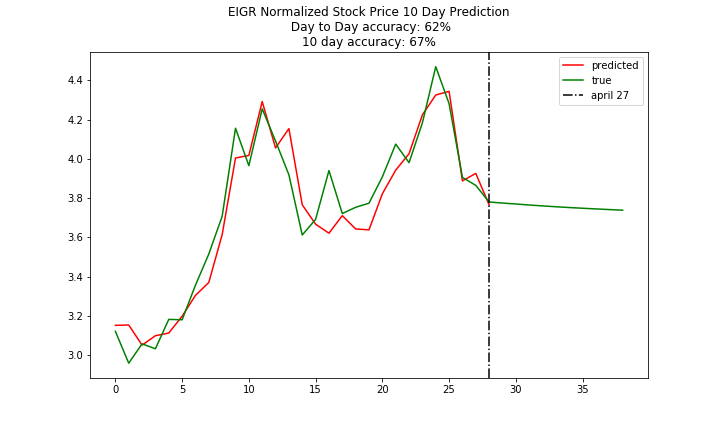 EIGR Normalized Stock Price 10 Day Prediction
Day to Day accuracy: 62%
10 day accuracy: 67%
predicted
true
april 27
4.4
4.2
4.0
3.8
3.6
3.4
3.2
3.0
0 5 10 15 20 25 30 35